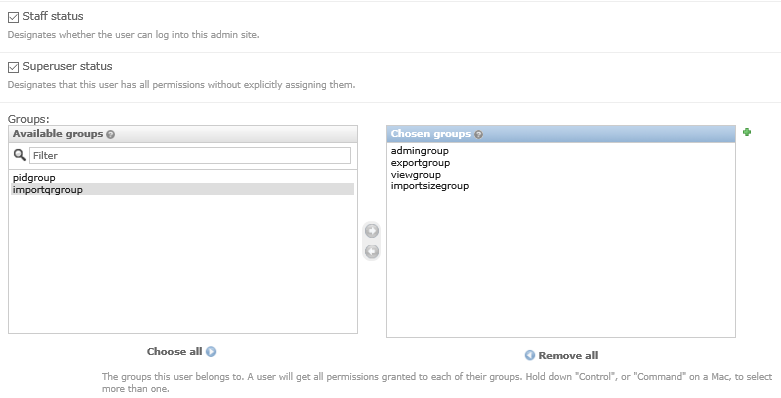 Staff status
Designates whether the user can log into this admin site.
Superuser status
Designates that this user has all permissions without explicitly assigning them.
Groups:
Available groups
Filter
pidgroup
importqrgroup
Choose all
Chosen groups
admingroup
exportgroup
viewgroup
importsizegroup
Remove all
The groups this user belongs to. A user will get all permissions granted to each of their groups. Hold down "Control", or "Command" on a Mac, to select
more than one.